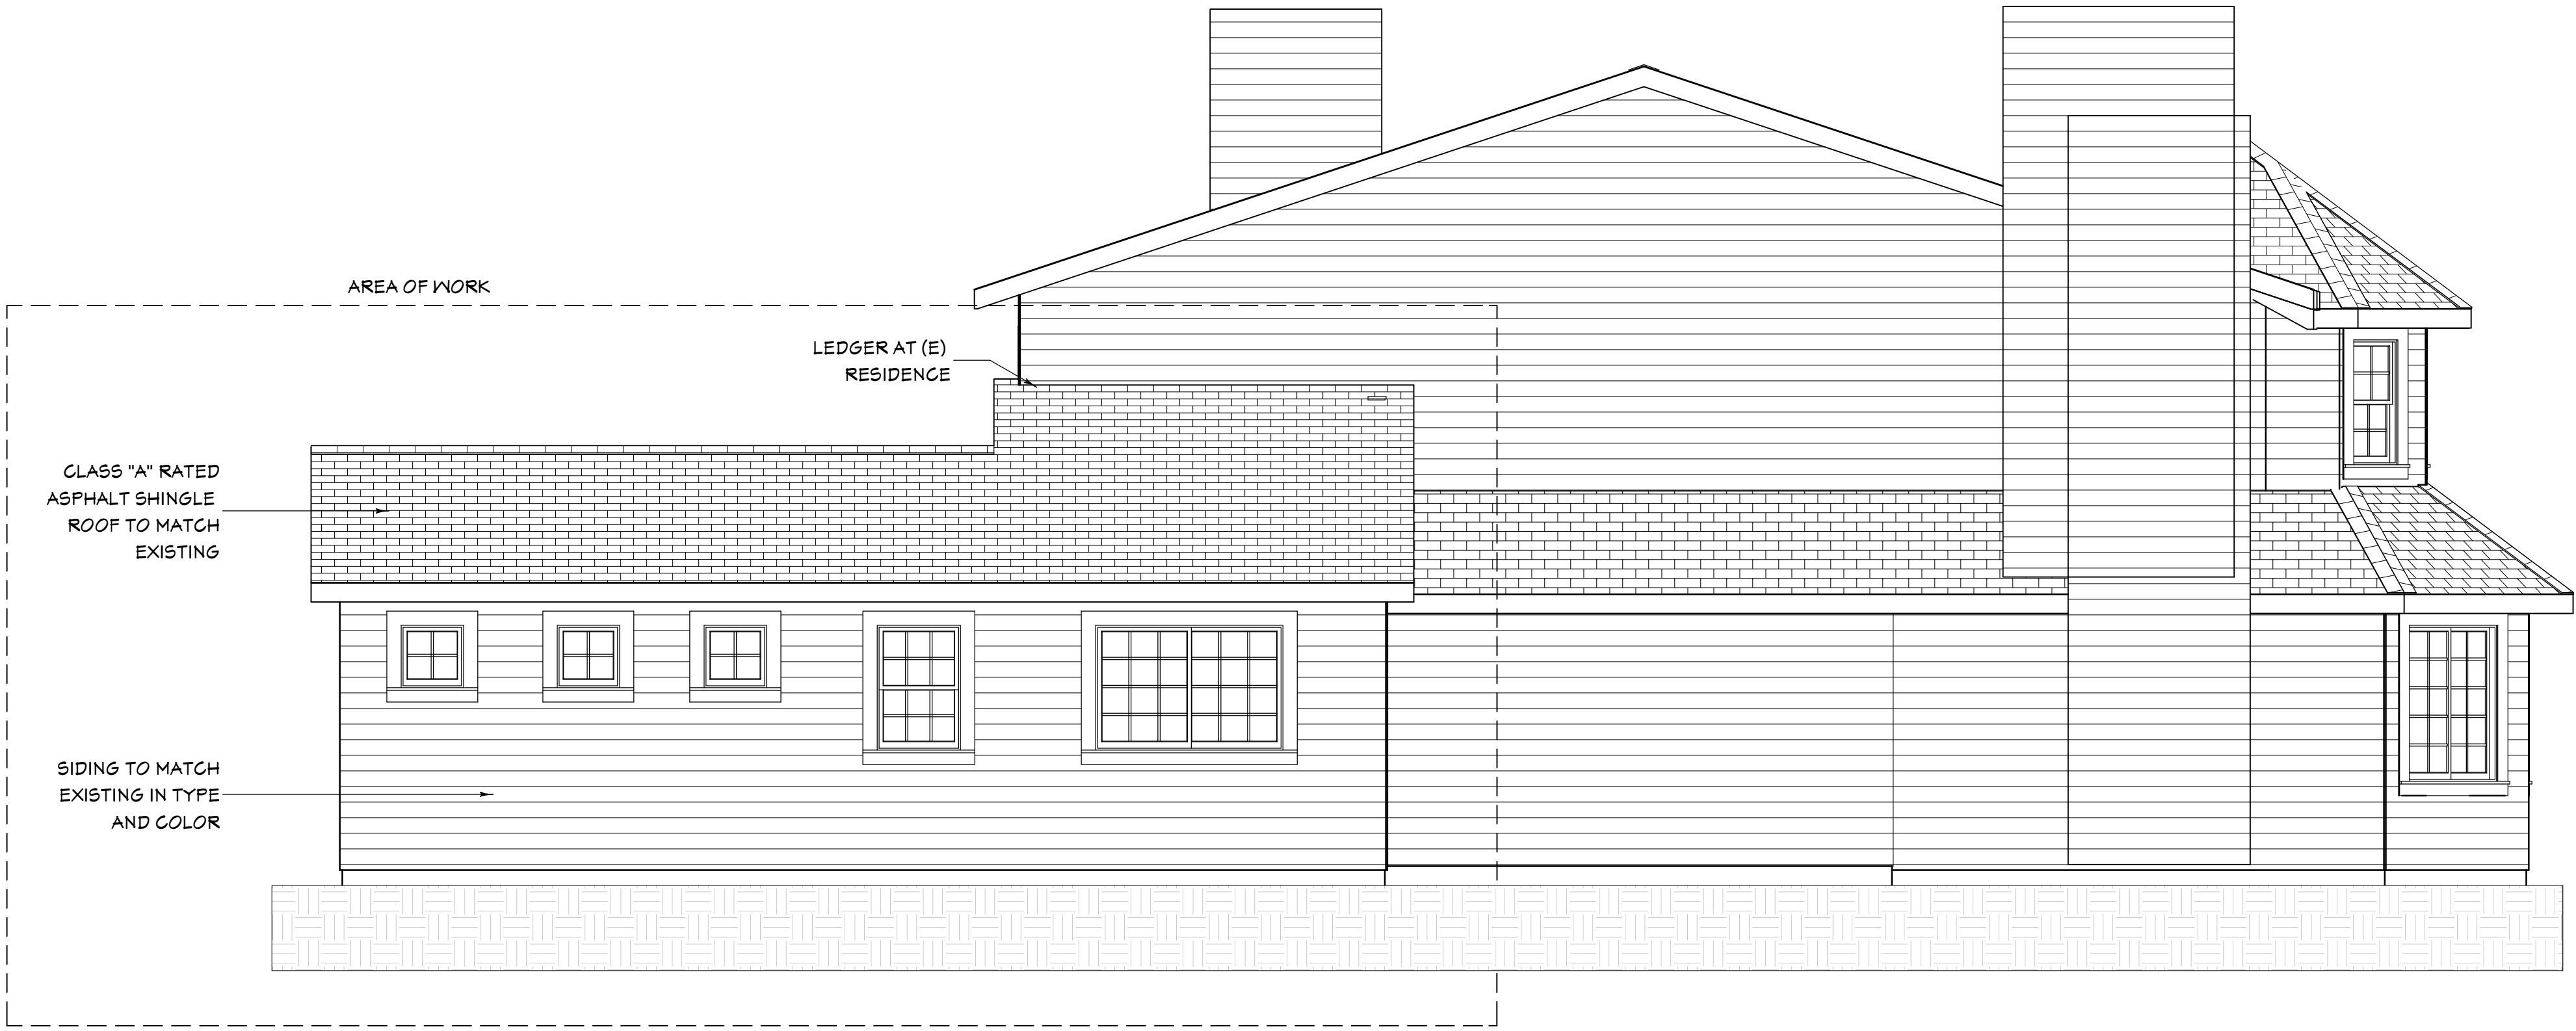 AREA OF WORK
LEDGER AT (E)
RESIDENCE
CLASS "A" RATED
ASPHALT SHINGLE
ROOF TO MATCH
EXISTING
SIDING TO MATCH
EXISTING IN TYPE
AND COLOR